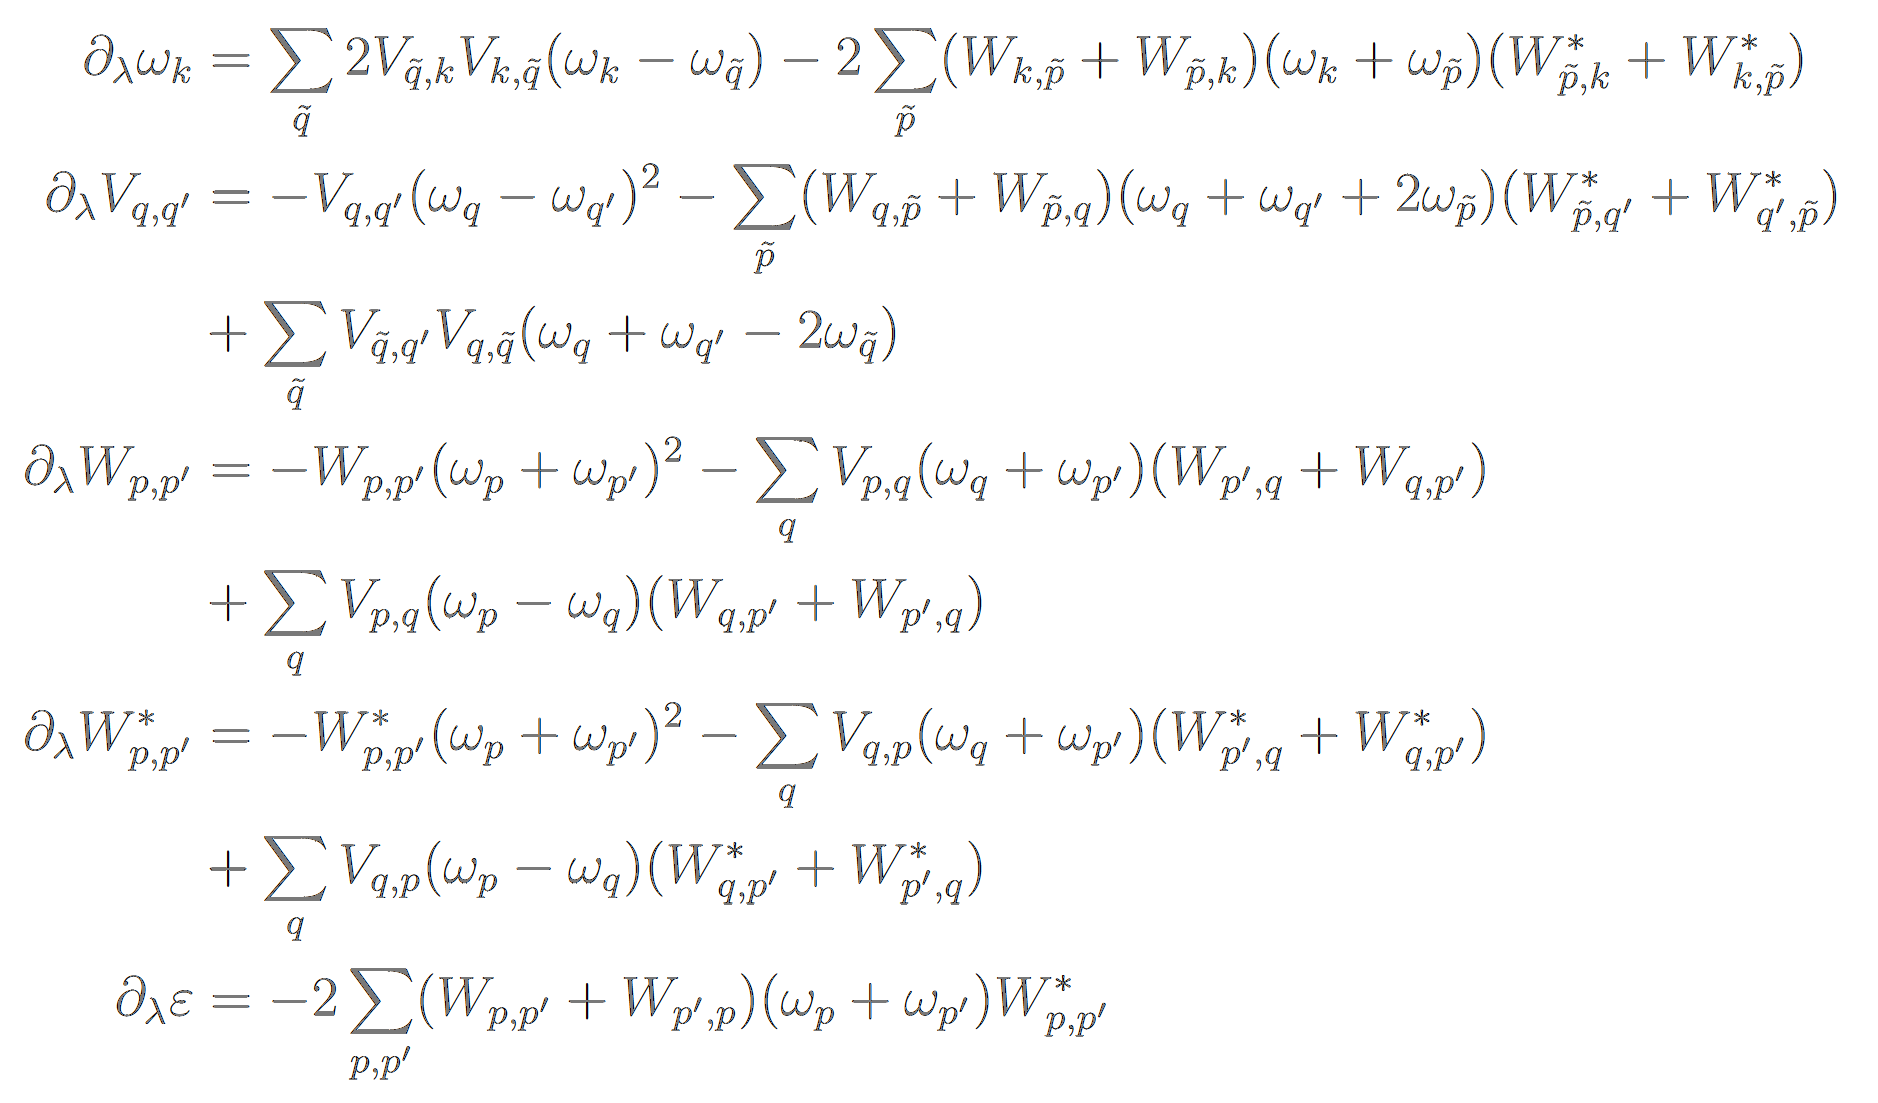 ∂_λ ω_k = ∑_{q̃} 2V_{q̃,k} V_{k,q̃} (ω_k − ω_{q̃}) − 2 ∑_{p̃} (W_{k,p̃} + W_{p̃,k})(ω_k + ω_{p̃})(W^*_{p̃,k} + W^*_{k,p̃})
∂_λ V_{q,q′} = −V_{q,q′} (ω_q − ω_{q′})^2 − ∑_{p̃} (W_{q,p̃} + W_{p̃,q})(ω_q + ω_{q′} + 2ω_{p̃})(W^*_{p̃,q′} + W^*_{q′,p̃})
+ ∑_{q̃} V_{q̃,q′} V_{q,q̃} (ω_q + ω_{q′} − 2ω_{q̃})
∂_λ W_{p,p′} = −W_{p,p′} (ω_p + ω_{p′})^2 − ∑_q V_{p,q} (ω_q + ω_{p′})(W_{p′,q} + W_{q,p′})
+ ∑_q V_{p,q} (ω_p − ω_q)(W_{q,p′} + W_{p′,q})
∂_λ W^*_{p,p′} = −W^*_{p,p′} (ω_p + ω_{p′})^2 − ∑_q V_{q,p} (ω_q + ω_{p′})(W^*_{p′,q} + W^*_{q,p′})
+ ∑_q V_{q,p} (ω_p − ω_q)(W^*_{q,p′} + W^*_{p′,q})
∂_λ ε = −2 ∑_{p,p′} (W_{p,p′} + W_{p′,p})(ω_p + ω_{p′}) W^*_{p,p′}